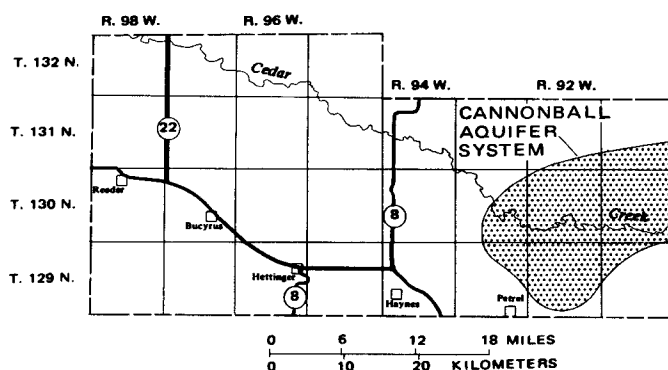 R. 98 W.
R. 96 W.
T. 132 N.
Cedar
R. 94 W.
R. 92 W.
CANNONBALL
AQUIFER
SYSTEM
T. 131 N.
22
Reeder
T. 130 N.
Bucyrus
8
Creek
T. 129 N.
Hettinger
8
Haynes
Petrel
0 6 12 18 MILES
0 10 20 KILOMETERS